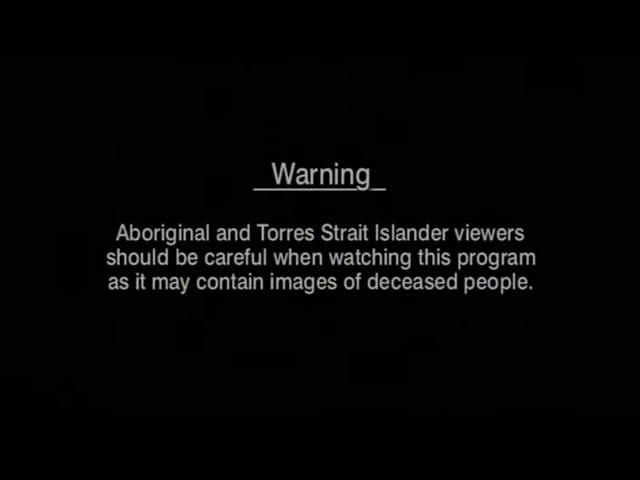 Warning
Aboriginal and Torres Strait Islander viewers
should be careful when watching this program
as it may contain images of deceased people.